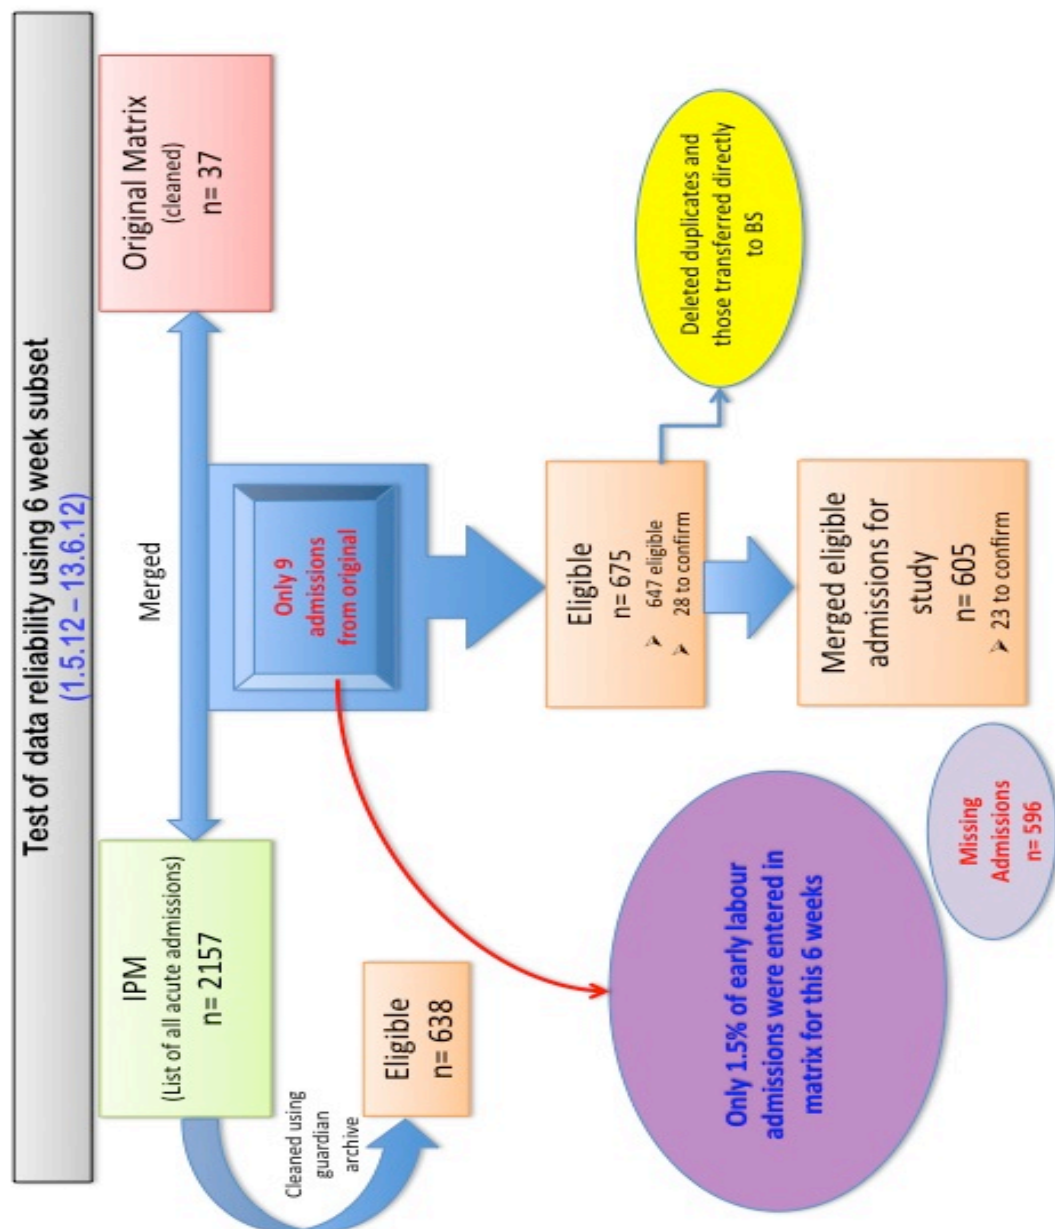 Test of data reliability using 6 week subset
(1.5.12 – 13.6.12)
IPM
(List of all acute admissions)
n= 2157
Merged
Original Matrix
(cleaned)
n= 37
Cleaned using
guardian
archive
Eligible
n= 638
Only 9
admissions
from original
Eligible
n= 675
➢ 647 eligible
➢ 28 to confirm
Deleted duplicates and
those transferred directly
to BS
Only 1.5% of early labour
admissions were entered in
matrix for this 6 weeks
Merged eligible
admissions for
study
n= 605
➢ 23 to confirm
Missing
Admissions
n= 596